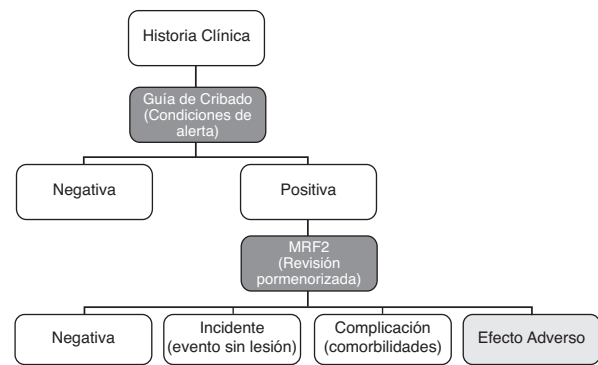 Historia Clínica
Guía de Cribado
(Condiciones de
alerta)
Negativa
Positiva
MRF2
(Revisión
pormenorizada)
Negativa
Incidente
(evento sin lesión)
Complicación
(comorbilidades)
Efecto Adverso